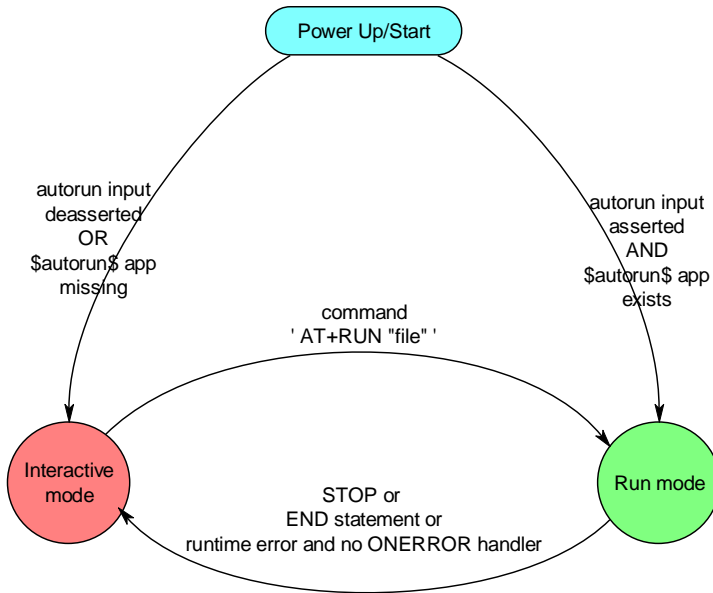 Power Up/Start
autorun input
deasserted
OR
$autorun$ app
missing
autorun input
asserted
AND
$autorun$ app
exists
command
' AT+RUN "file" '
Interactive
mode
Run mode
STOP or
END statement or
runtime error and no ONERROR handler